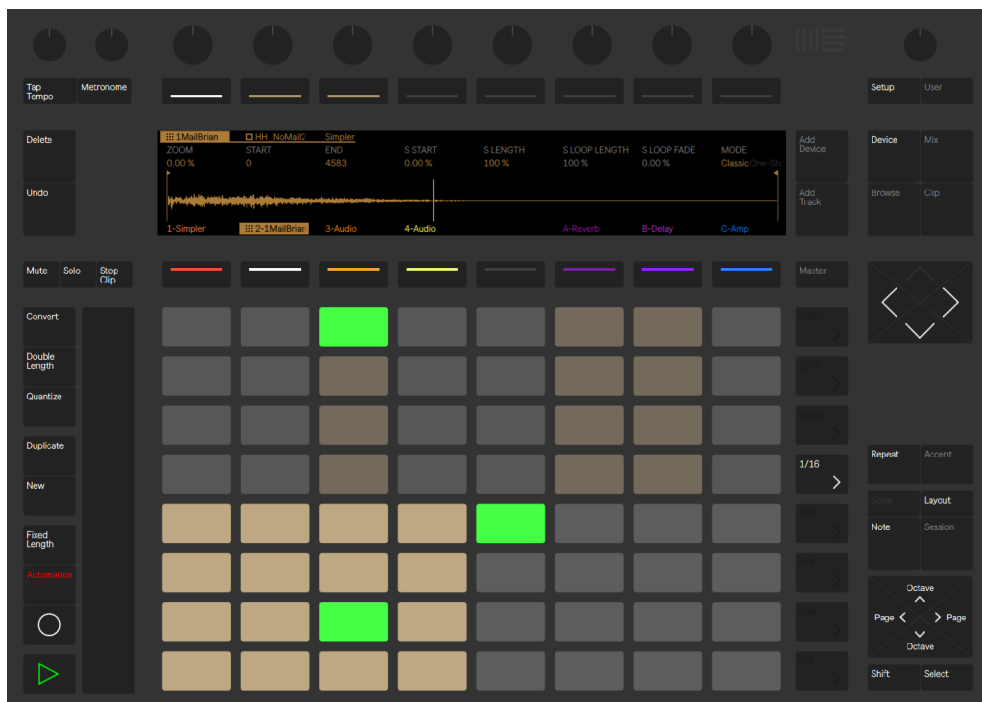 Tap
Tempo
Metronome
Setup
User
Delete
1MailBrian
HH_NoMail2
Simpler
ZOOM
START
END
S START
S LENGTH
S LOOP LENGTH
S LOOP FADE
MODE
0.00 %
0
4583
0.00 %
100 %
100 %
0.00 %
Classic One-Sh
Add
Device
Device
Mix
Undo
Add
Track
Browse
Clip
1-Simpler
2-1MailBrian
3-Audio
4-Audio
A-Reverb
B-Delay
C-Amp
Mute
Solo
Stop
Clip
Master
Convert
Double
Length
Quantize
Duplicate
1/16
Repeat
Accent
New
Scale
Layout
Fixed
Length
Note
Session
Automation
Octave
Page
Page
Octave
Shift
Select